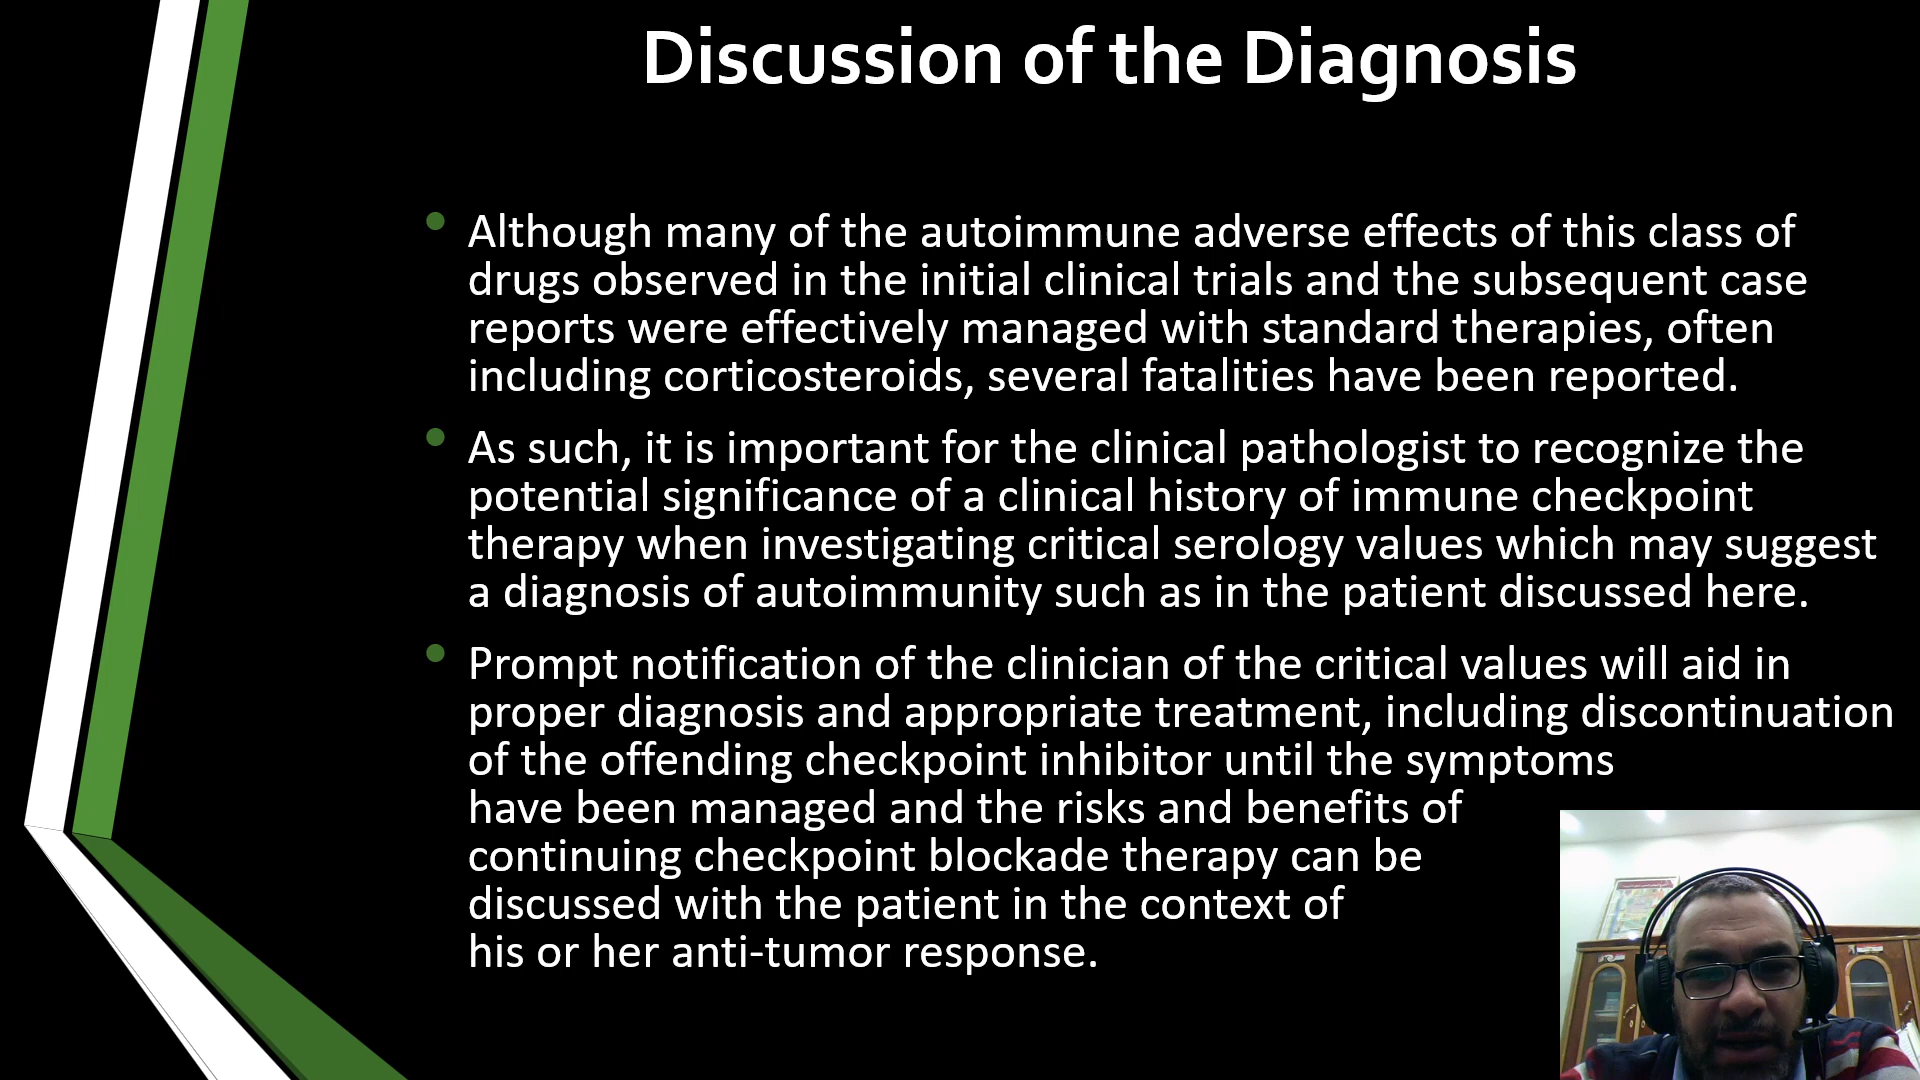 Discussion of the Diagnosis
Although many of the autoimmune adverse effects of this class of
drugs observed in the initial clinical trials and the subsequent case
reports were effectively managed with standard therapies, often
including corticosteroids, several fatalities have been reported.
As such, it is important for the clinical pathologist to recognize the
potential significance of a clinical history of immune checkpoint
therapy when investigating critical serology values which may suggest
a diagnosis of autoimmunity such as in the patient discussed here.
Prompt notification of the clinician of the critical values will aid in
proper diagnosis and appropriate treatment, including discontinuation
of the offending checkpoint inhibitor until the symptoms
have been managed and the risks and benefits of
continuing checkpoint blockade therapy can be
discussed with the patient in the context of
his or her anti-tumor response.